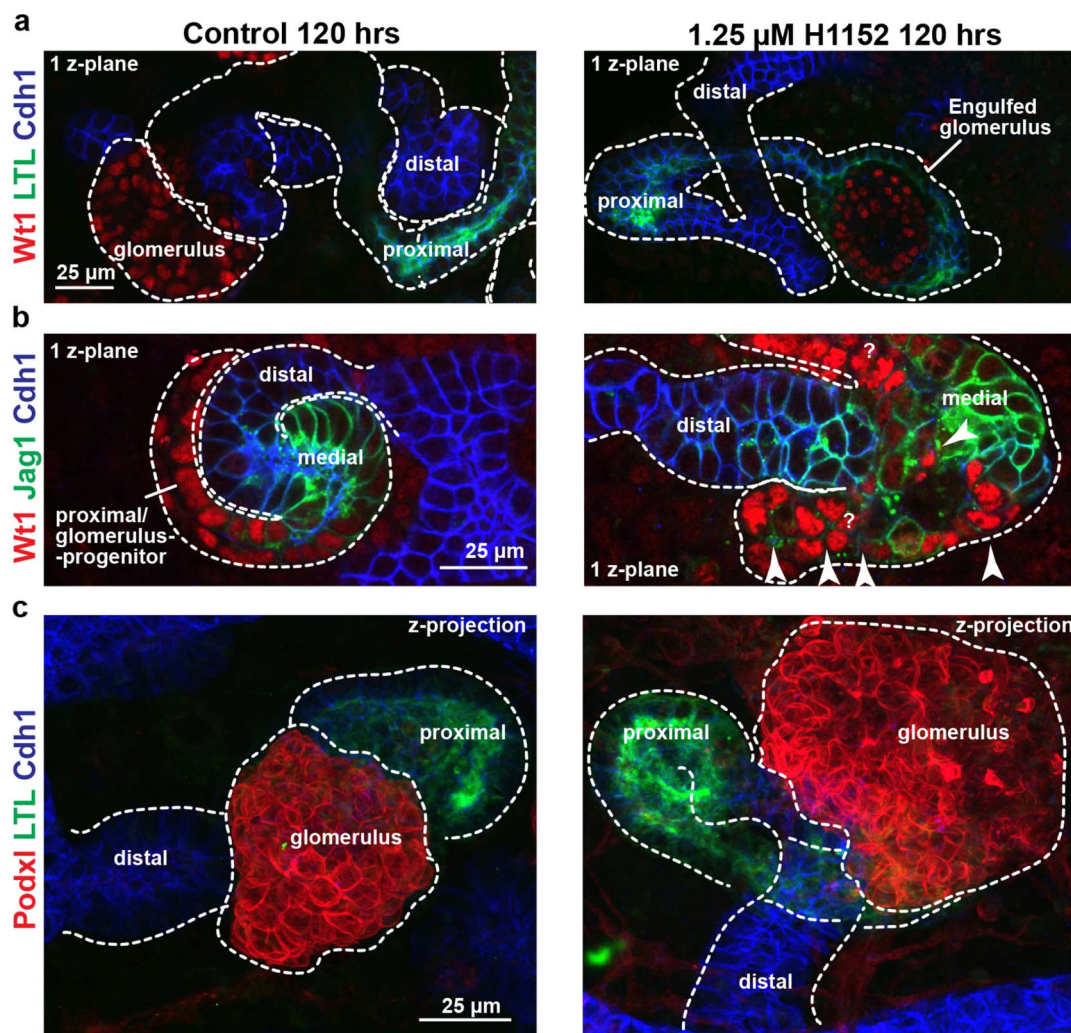 a
Control 120 hrs
1.25 µM H1152 120 hrs
Wt1 LTL Cdh1
1 z-plane
distal
glomerulus
proximal
25 µm
1 z-plane
distal
Engulfed
glomerulus
proximal
b
Wt1 Jag1 Cdh1
1 z-plane
distal
medial
proximal/
glomerulus-
-progenitor
25 µm
?
medial
distal
?
1 z-plane
c
Podxl LTL Cdh1
z-projection
proximal
glomerulus
distal
25 µm
z-projection
proximal
glomerulus
distal